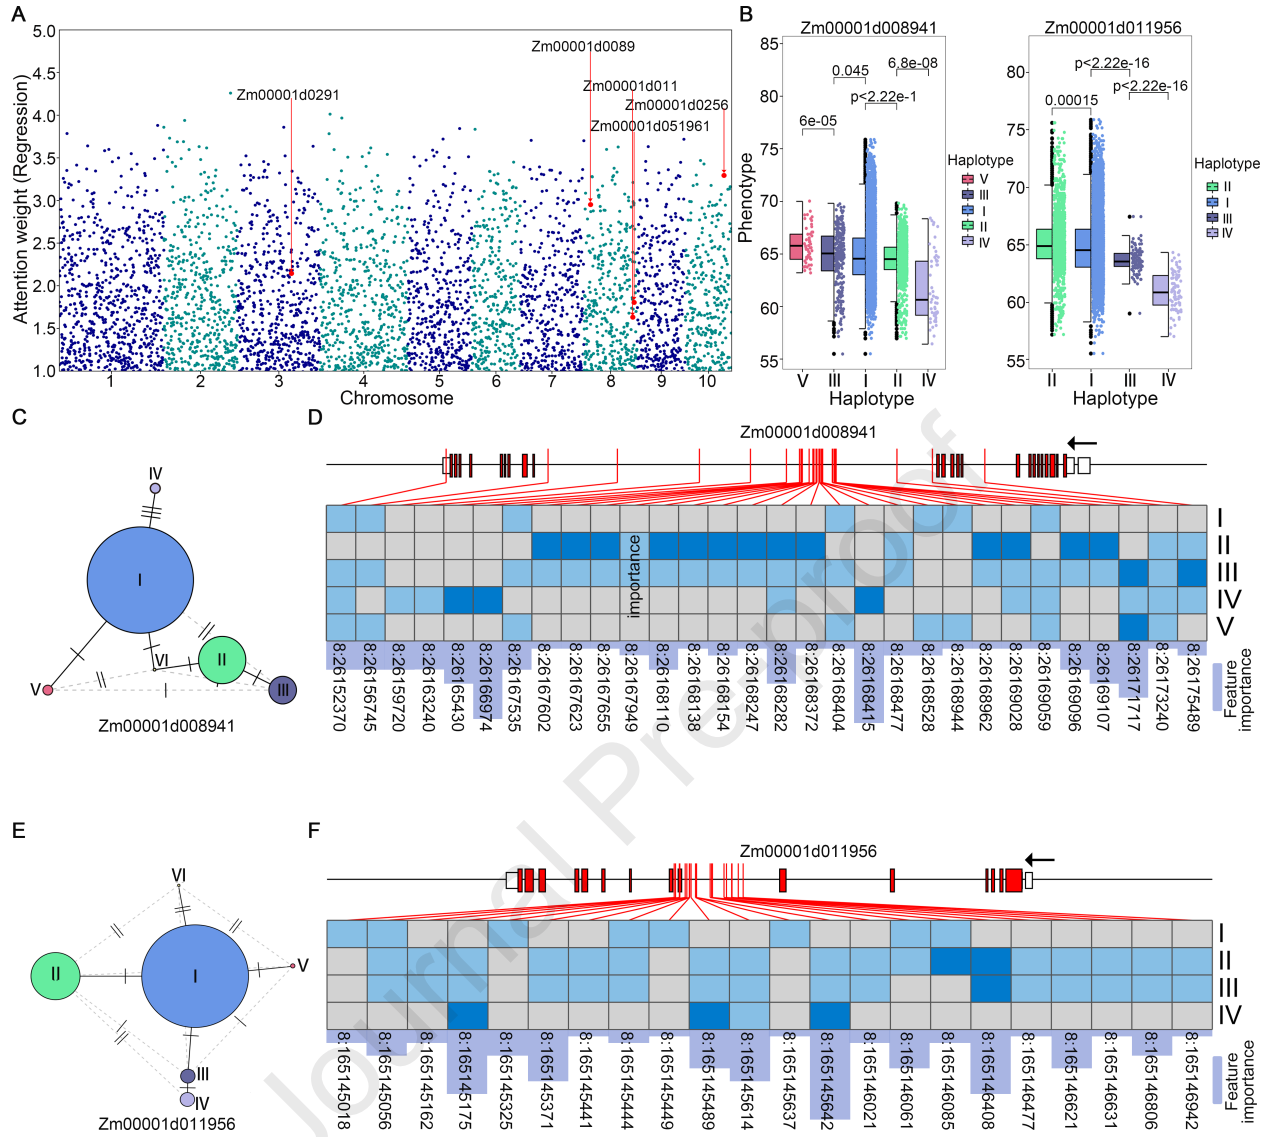 A
5.0
4.5
4.0
3.5
3.0
2.5
2.0
1.5
1.0
Attention weight (Regression)
Zm00001d0291
Zm00001d0089
Zm00001d011
Zm00001d0256
Zm00001d051961
1 2 3 4 5 6 7 8 9 10
Chromosome
B
Zm00001d008941
85
80
75
70
65
60
55
Phenotype
6e-05
0.045
p<2.22e-1
6.8e-08
V III I II IV
Haplotype
Haplotype
V
III
I
II
IV
Zm00001d011956
80
75
70
65
60
55
0.00015
p<2.22e-16
p<2.22e-16
II I III IV
Haplotype
Haplotype
II
I
III
IV
C
IV
I
VI
II
V
III
Zm00001d008941
D
Zm00001d008941
I
II
III
IV
V
importance
8:26152370
8:26156745
8:26159720
8:26163240
8:26165430
8:26166974
8:26167535
8:26167602
8:26167623
8:26167655
8:26167949
8:26168110
8:26168138
8:26168154
8:26168247
8:26168282
8:26168372
8:26168404
8:26168415
8:26168477
8:26168528
8:26168944
8:26168962
8:26169028
8:26169059
8:26169096
8:26169107
8:26171717
8:26173240
8:26175489
Feature
importance
E
VI
II
I
V
III
IV
Zm00001d011956
F
Zm00001d011956
I
II
III
IV
8:165145018
8:165145056
8:165145162
8:165145175
8:165145325
8:165145371
8:165145441
8:165145444
8:165145449
8:165145489
8:165145614
8:165145637
8:165145642
8:165146021
8:165146061
8:165146085
8:165146408
8:165146477
8:165146621
8:165146631
8:165146806
8:165146942
Feature
importance
Journal Pre-proof